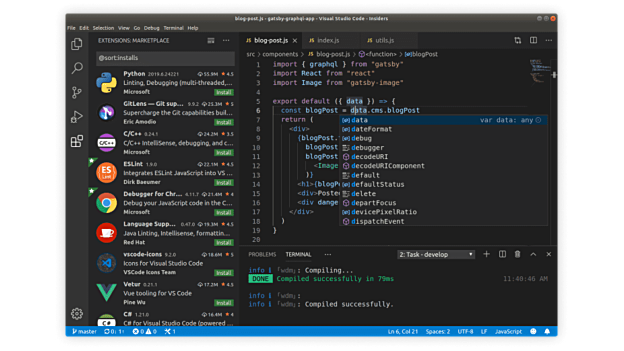 blog-post.js - gatsby-graphql-app - Visual Studio Code - Insiders
File Edit Selection View Go Debug Terminal Help
EXTENSIONS: MARKETPLACE
@sort:installs
Python 2019.6.24221 55.9M 4.5
Linting, Debugging (multi-threaded,...
Microsoft Install
GitLens — Git sup... 9.9.2 25.3M 5
Supercharge the Git capabilities buil...
Eric Amodio Install
C/C++ 0.24.1 24.2M 3.5
C/C++ IntelliSense, debugging, and c...
Microsoft Install
ESLint 1.9.0 22.1M 4.5
Integrates ESLint JavaScript into VS ...
Dirk Baeumer Install
Debugger for Chr... 4.11.7 23.4M 4
Debug your JavaScript code in the C...
Microsoft Install
Language Supp... 0.47.0 19.3M 4.5
Java Linting, Intellisense, formattin...
Red Hat Install
vscode-icons 9.2.0 18.6M 5
Icons for Visual Studio Code
VSCode Icons Team Install
Vetur 0.21.1 17.2M 4.5
Vue tooling for VS Code
Pine Wu Install
C# 1.21.0 16.4M 4
C# for Visual Studio Code (powered ...
JS blog-post.js JS index.js JS utils.js
src > components > JS blog-post.js > <function> > blogPost
1 import { graphql } from "gatsby"
2 import React from "react"
3 import Image from "gatsby-image"
4
5 export default ({ data }) => {
6 const blogPost = data.cms.blogPost
7 return (
8 <div>
9 {blogPost.
10 blogPo
11 blogPo
12 <Image
13 )}
14 <h1>{blogPo
15 <div>Poste
16 <div dange
17 </div>
18 )
19 }
20
data var data: any
dateFormat
debug
debugger
decodeURI
decodeURIComponent
default
defaultStatus
delete
departFocus
devicePixelRatio
dispatchEvent
PROBLEMS TERMINAL ... 2: Task - develop
info i ｢wdm｣: Compiling...
DONE Compiled successfully in 79ms 11:40:46 AM
info i ｢wdm｣:
info i ｢wdm｣: Compiled successfully.
master 0↓ 1↑ 0 0 1 Ln 6, Col 21 Spaces: 2 UTF-8 LF JavaScript